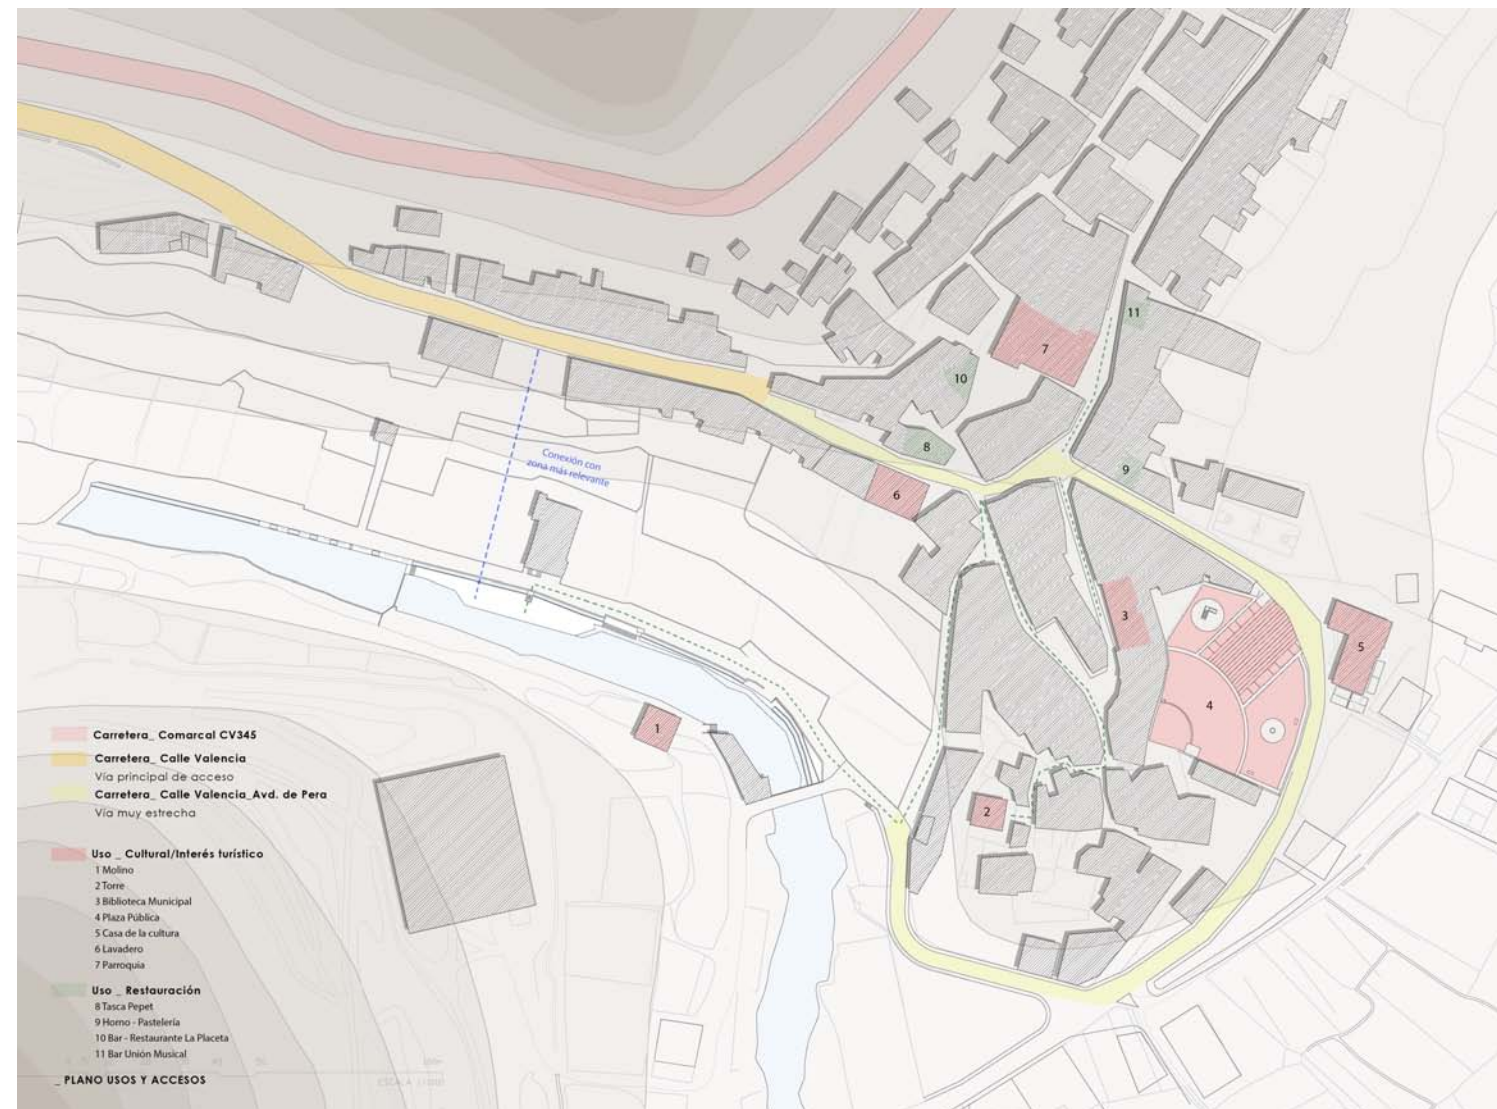 11
7
10
8
9
Conexión con
zona más relevante
6
3
5
4
1
2
Carretera_ Comarcal CV345
Carretera_ Calle Valencia
Vía principal de acceso
Carretera_ Calle Valencia_Avd. de Pera
Vía muy estrecha
Uso _ Cultural/Interés turístico
1 Molino
2 Torre
3 Biblioteca Municipal
4 Plaza Pública
5 Casa de la cultura
6 Lavadero
7 Parroquia
Uso _ Restauración
8 Tasca Pepet
9 Horno - Pastelería
10 Bar - Restaurante La Placeta
11 Bar Unión Musical
_ PLANO USOS Y ACCESOS